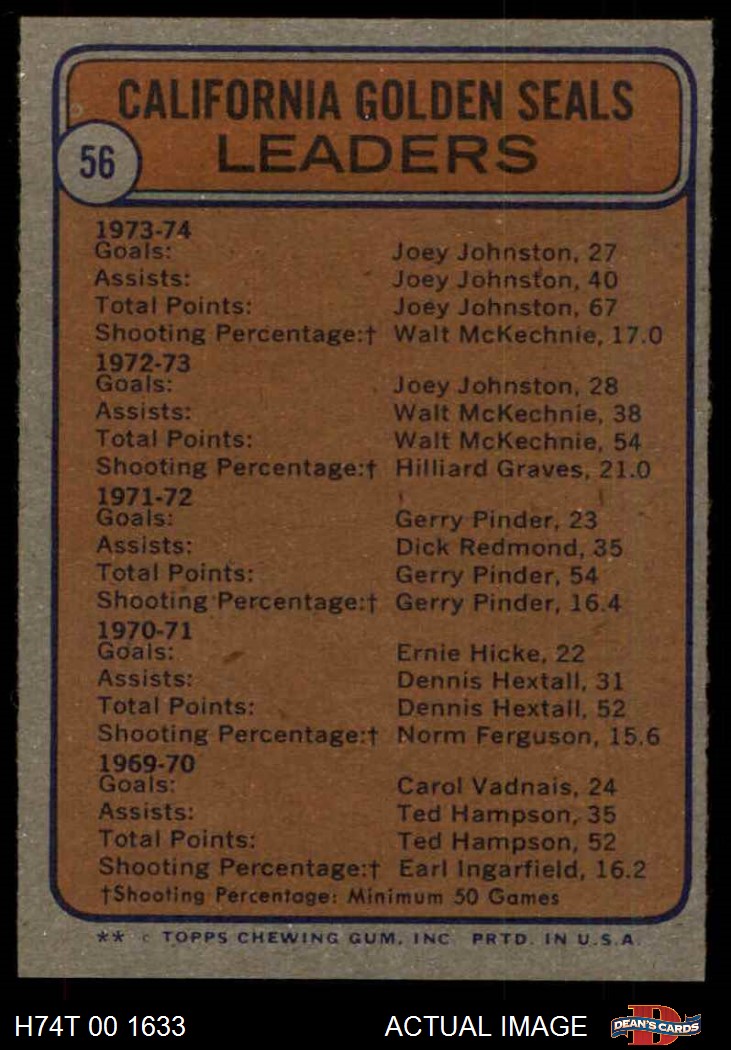 CALIFORNIA GOLDEN SEALS
LEADERS
56
1973-74
Goals: Joey Johnston, 27
Assists: Joey Johnston, 40
Total Points: Joey Johnston, 67
Shooting Percentage:† Walt McKechnie, 17.0
1972-73
Goals: Joey Johnston, 28
Assists: Walt McKechnie, 38
Total Points: Walt McKechnie, 54
Shooting Percentage:† Hilliard Graves, 21.0
1971-72
Goals: Gerry Pinder, 23
Assists: Dick Redmond, 35
Total Points: Gerry Pinder, 54
Shooting Percentage:† Gerry Pinder, 16.4
1970-71
Goals: Ernie Hicke, 22
Assists: Dennis Hextall, 31
Total Points: Dennis Hextall, 52
Shooting Percentage:† Norm Ferguson, 15.6
1969-70
Goals: Carol Vadnais, 24
Assists: Ted Hampson, 35
Total Points: Ted Hampson, 52
Shooting Percentage:† Earl Ingarfield, 16.2
†Shooting Percentage: Minimum 50 Games
** c TOPPS CHEWING GUM, INC. PRTD. IN U.S.A.
H74T 00 1633 ACTUAL IMAGE D DEAN'S CARDS